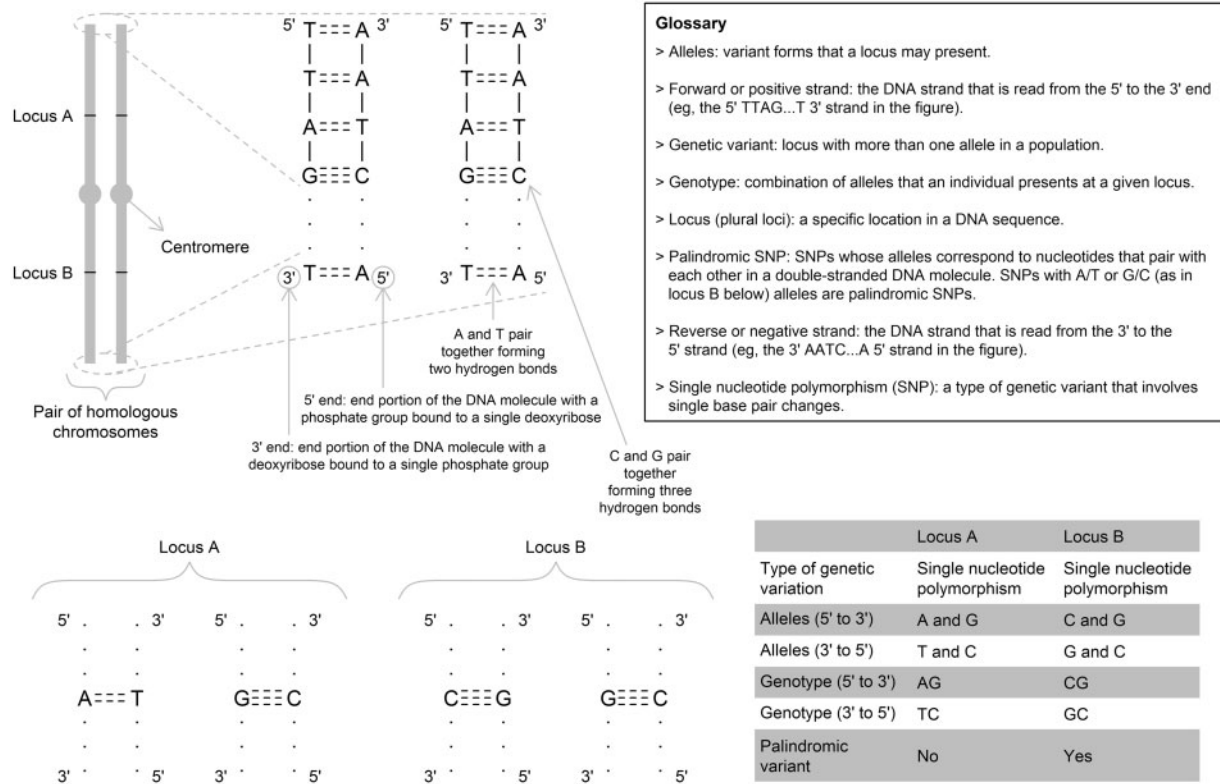 5' T A 3'
T A
A T
G C
T A
3' 5'
5' T A 3'
T A
A T
G C
3' T A 5'
Locus A
Centromere
Locus B
Pair of homologous
chromosomes
A and T pair
together forming
two hydrogen bonds
5' end: end portion of the DNA molecule with a
phosphate group bound to a single deoxyribose
3' end: end portion of the DNA molecule with a
deoxyribose bound to a single phosphate group
C and G pair
together
forming three
hydrogen bonds
Glossary
> Alleles: variant forms that a locus may present.
> Forward or positive strand: the DNA strand that is read from the 5' to the 3' end
(eg, the 5' TTAG...T 3' strand in the figure).
> Genetic variant: locus with more than one allele in a population.
> Genotype: combination of alleles that an individual presents at a given locus.
> Locus (plural loci): a specific location in a DNA sequence.
> Palindromic SNP: SNPs whose alleles correspond to nucleotides that pair with
each other in a double-stranded DNA molecule. SNPs with A/T or G/C (as in
locus B below) alleles are palindromic SNPs.
> Reverse or negative strand: the DNA strand that is read from the 3' to the
5' strand (eg, the 3' AATC...A 5' strand in the figure).
> Single nucleotide polymorphism (SNP): a type of genetic variant that involves
single base pair changes.
Locus A
5' 3' 5' 3'
A T G C
3' 5' 3' 5'
Locus B
5' 3' 5' 3'
C G G C
3' 5' 3' 5'
Locus A Locus B
Type of genetic variation Single nucleotide polymorphism Single nucleotide polymorphism
Alleles (5' to 3') A and G C and G
Alleles (3' to 5') T and C G and C
Genotype (5' to 3') AG CG
Genotype (3' to 5') TC GC
Palindromic variant No Yes